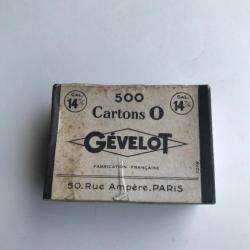 500
CAL. 14 Cartons O CAL. 14
GÉVELOT
FABRICATION FRANÇAISE
50, Rue Ampère. PARIS